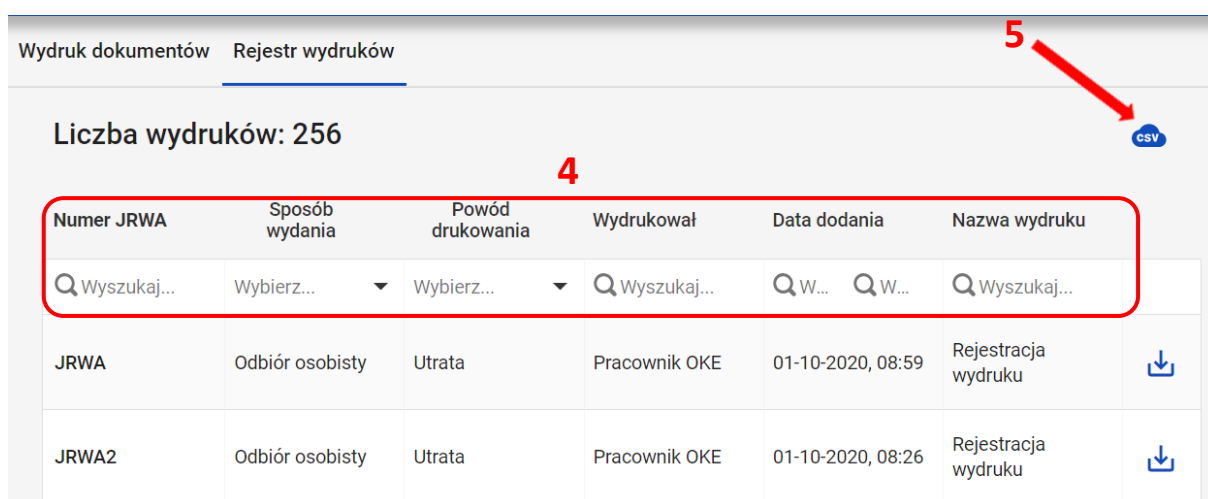 5
Wydruk dokumentów Rejestr wydruków
Liczba wydruków: 256
csv
4
Numer JRWA Sposób wydania Powód drukowania Wydrukował Data dodania Nazwa wydruku
Wyszukaj... Wybierz... Wybierz... Wyszukaj... W... W... Wyszukaj...
JRWA Odbiór osobisty Utrata Pracownik OKE 01-10-2020, 08:59 Rejestracja wydruku
JRWA2 Odbiór osobisty Utrata Pracownik OKE 01-10-2020, 08:26 Rejestracja wydruku